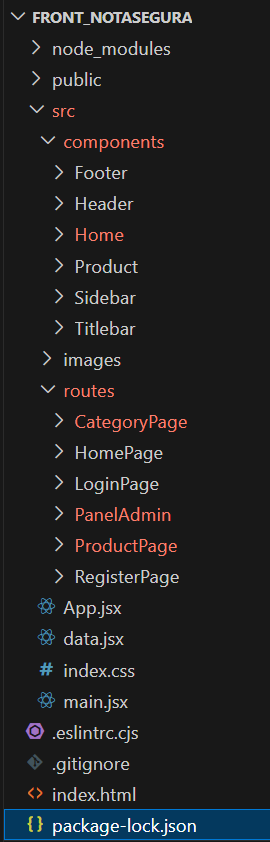 FRONT_NOTASEGURA
node_modules
public
src
components
Footer
Header
Home
Product
Sidebar
Titlebar
images
routes
CategoryPage
HomePage
LoginPage
PanelAdmin
ProductPage
RegisterPage
App.jsx
data.jsx
# index.css
main.jsx
.eslintrc.cjs
.gitignore
<> index.html
{} package-lock.json